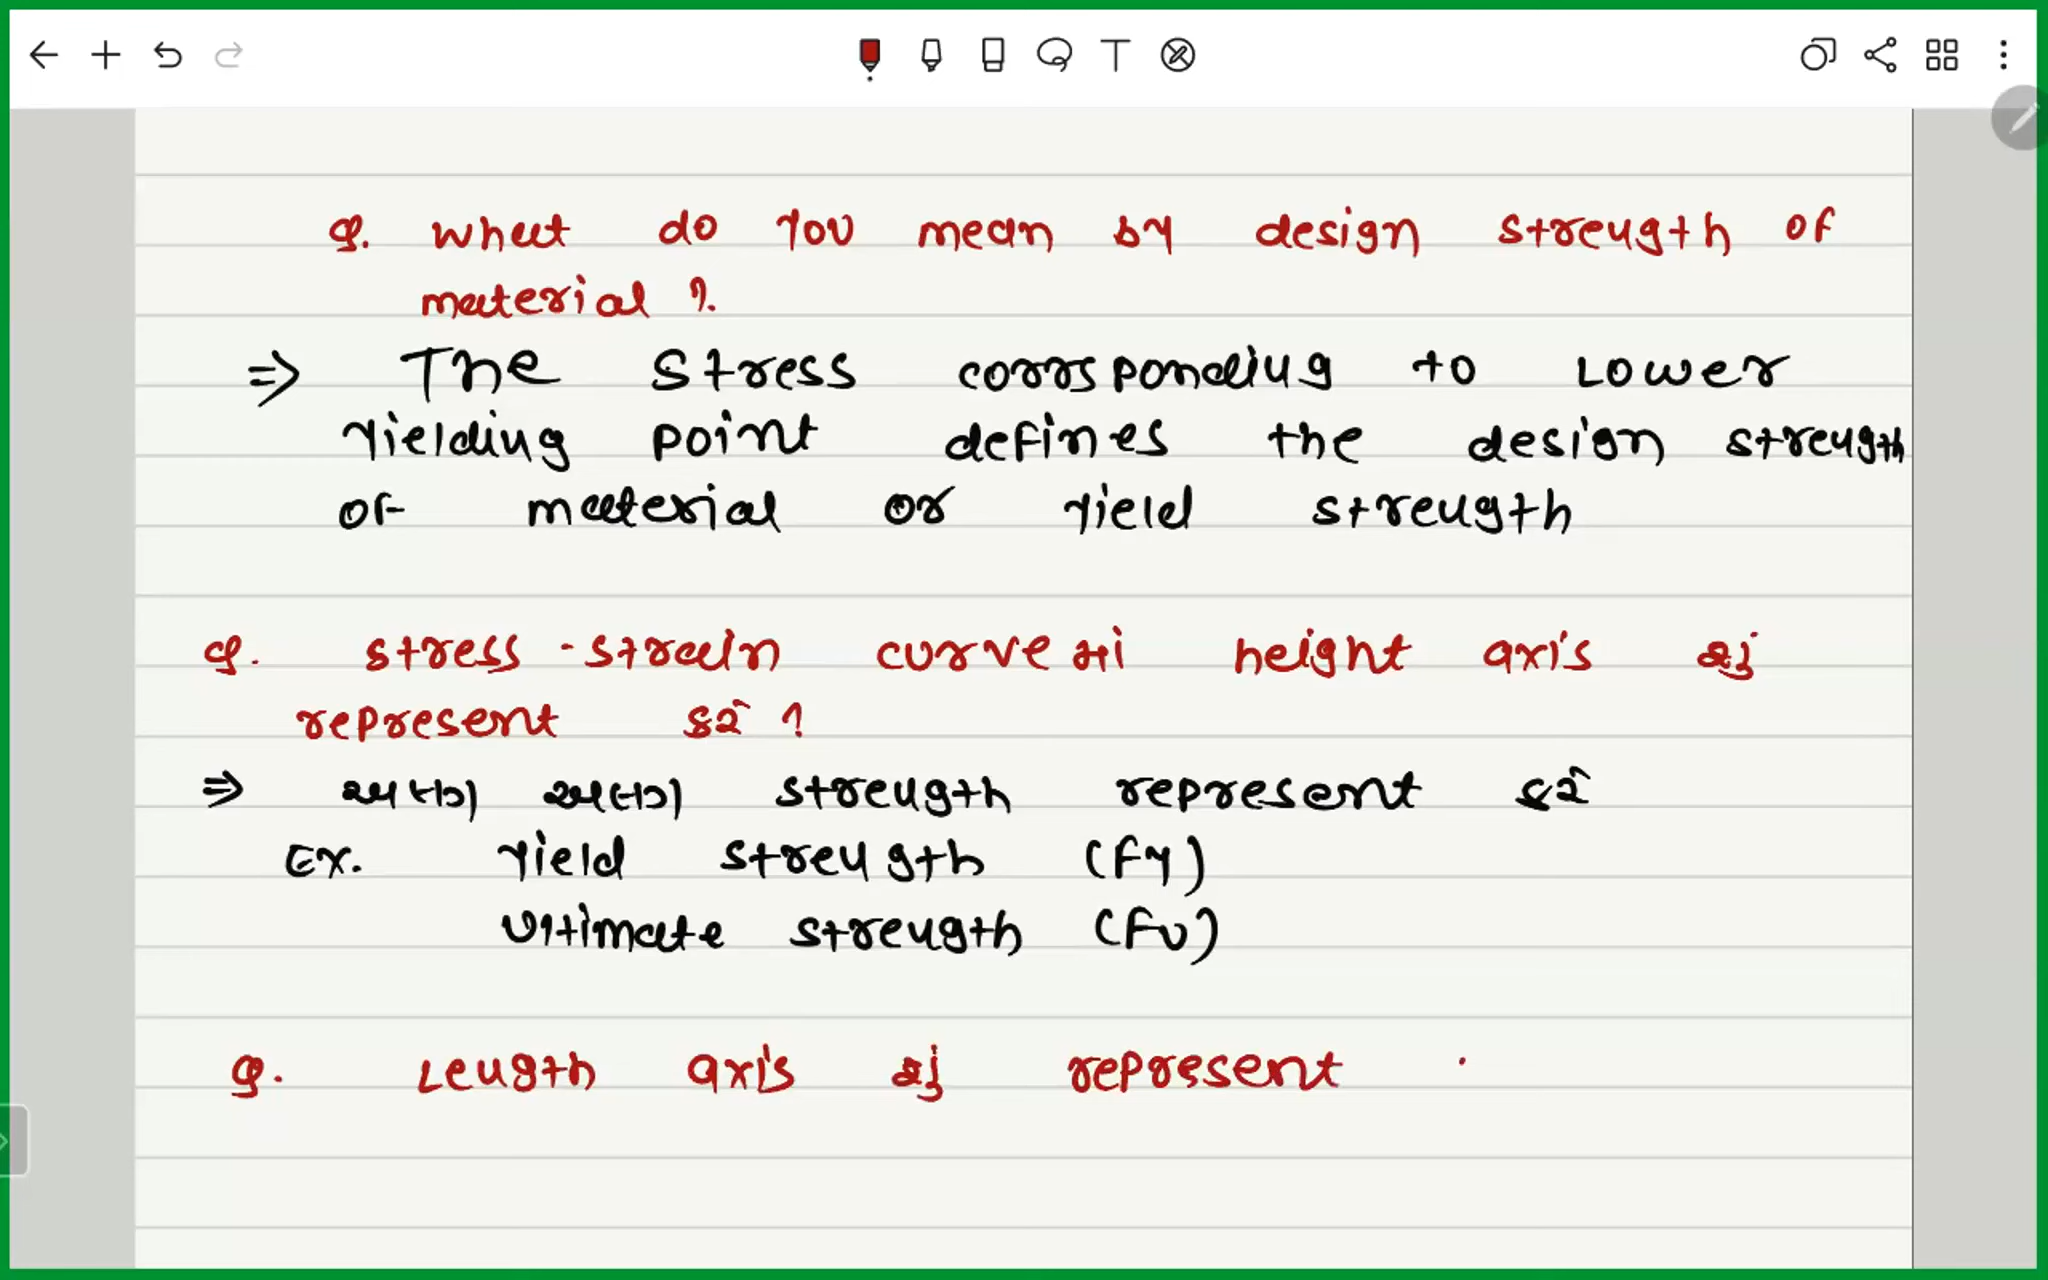 Q. What do you mean by design strength of
material ?
⇒ The stress corrsponding to Lower
yielding point defines the design strength
of material or yield strength
Q. stress-strain curve માં height axis શું
represent કરે ?
⇒ અલગ અલગ strength represent કરે
Ex. Yield strength (Fy)
Ultimate strength (Fu)
Q. Length axis શું represent